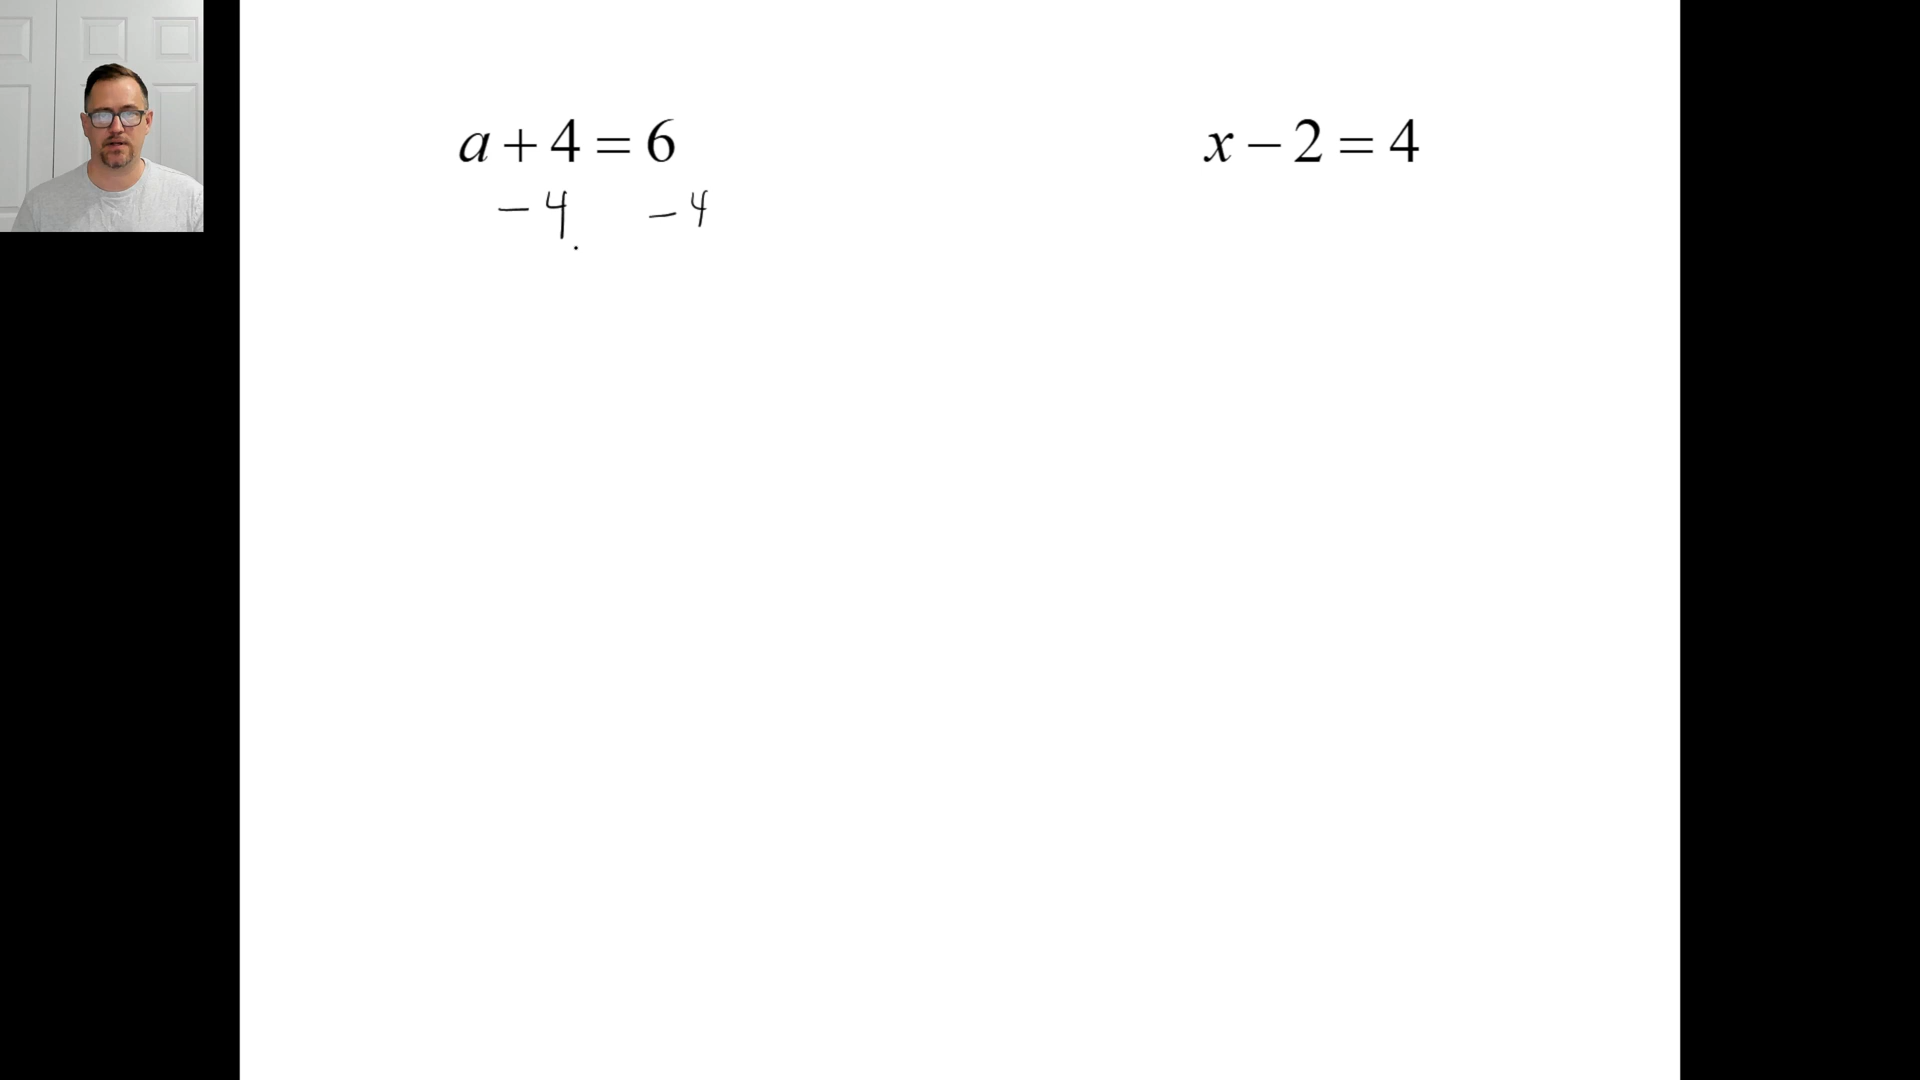 a + 4 = 6
x − 2 = 4
− 4 − 4